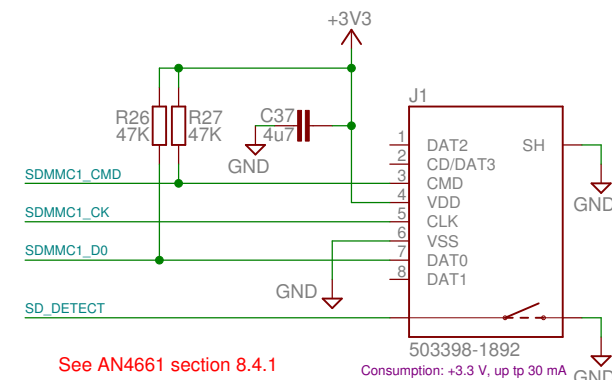 +3V3
J1
R26
47K
R27
47K
C37
4u7
GND
1
DAT2
SH
2
CD/DAT3
SDMMC1_CMD
3
CMD
4
VDD
GND
SDMMC1_CK
5
CLK
6
VSS
SDMMC1_D0
7
DAT0
8
DAT1
GND
SD_DETECT
503398-1892
See AN4661 section 8.4.1
Consumption: +3.3 V, up tp 30 mA
GND